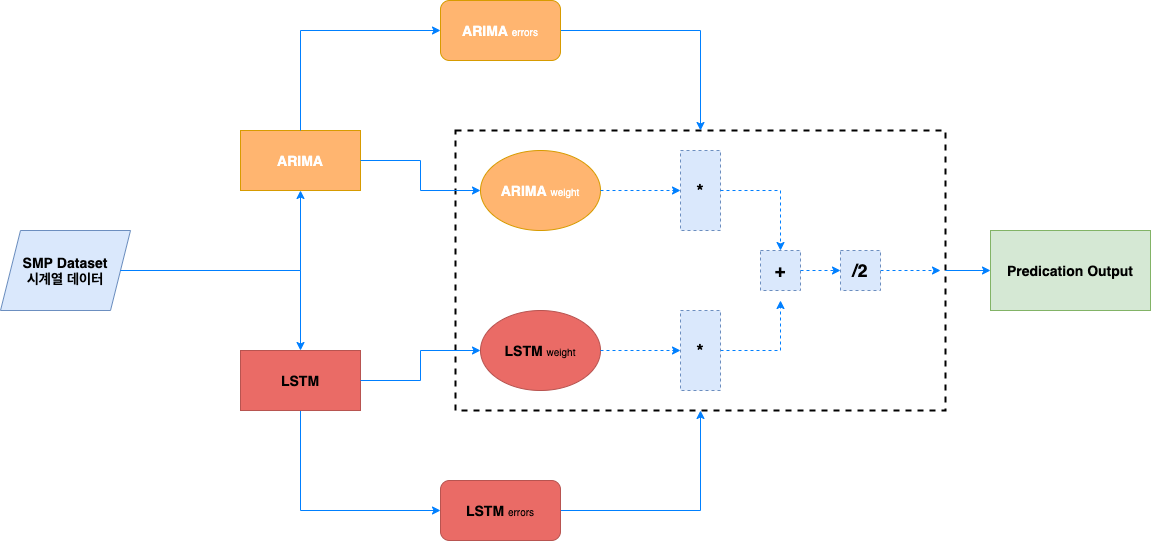 ARIMA errors
ARIMA
ARIMA weight
*
SMP Dataset
시계열 데이터
+
/2
Predication Output
LSTM weight
*
LSTM
LSTM errors